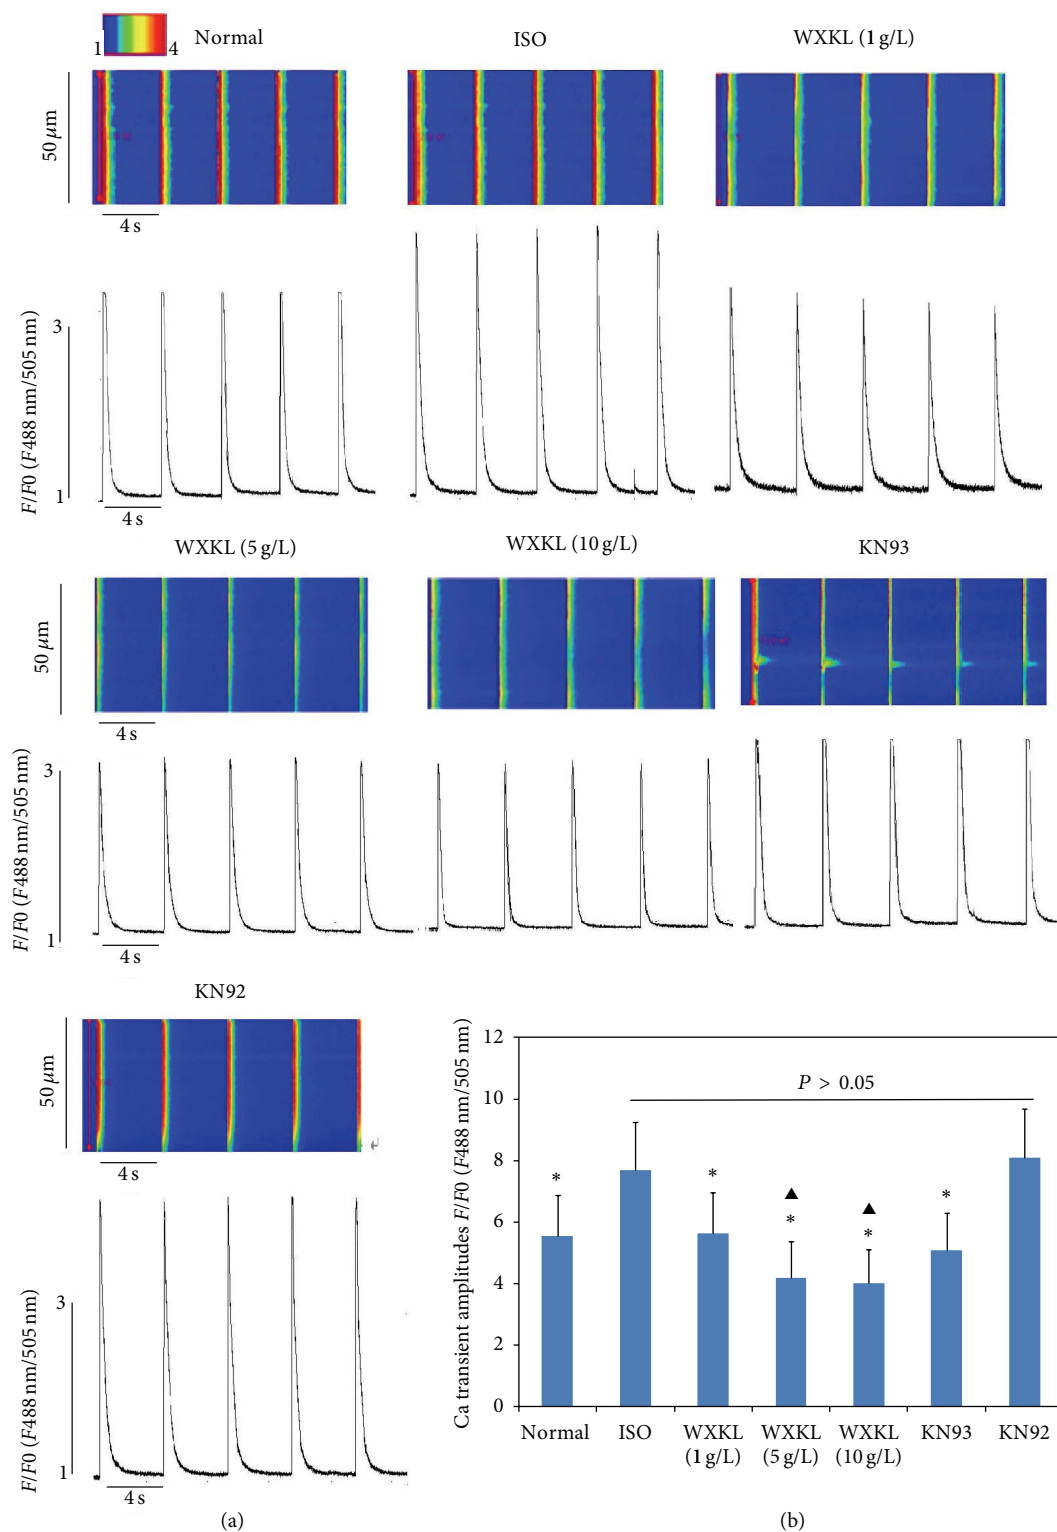 1 4 Normal ISO WXKL (1 g/L)
50 μm
4 s
F/F0 (F488 nm/505 nm)
3
1
4 s
WXKL (5 g/L) WXKL (10 g/L) KN93
50 μm
4 s
F/F0 (F488 nm/505 nm)
3
1
4 s
KN92
50 μm
4 s
F/F0 (F488 nm/505 nm)
3
1
4 s
(a)
Ca transient amplitudes F/F0 (F488 nm/505 nm)
12
10
8
6
4
2
0
P > 0.05
* * ▲ * ▲ * *
Normal ISO WXKL (1 g/L) WXKL (5 g/L) WXKL (10 g/L) KN93 KN92
(b)